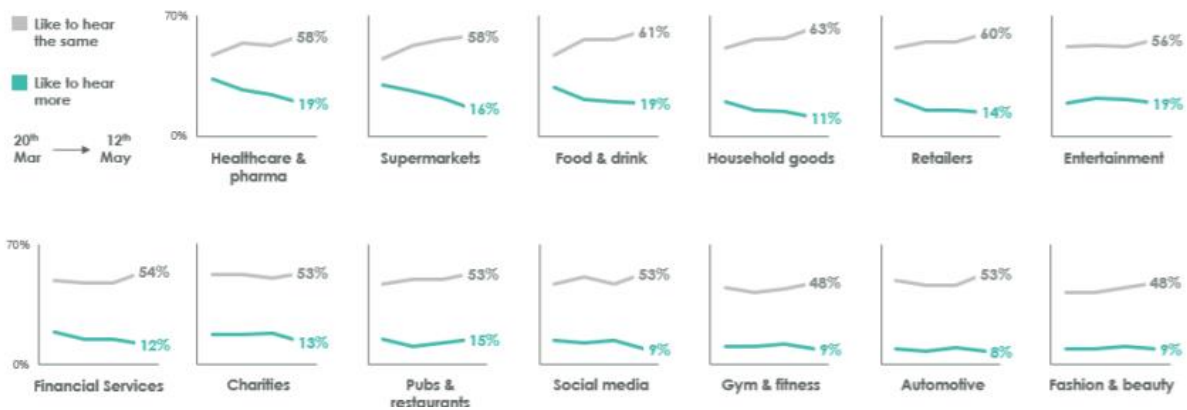 Like to hear
the same
Like to hear
more
20th
Mar
12th
May
70%
0%
58%
19%
Healthcare &
pharma
58%
16%
Supermarkets
61%
19%
Food & drink
63%
11%
Household goods
60%
14%
Retailers
56%
19%
Entertainment
70%
0%
54%
12%
Financial Services
53%
13%
Charities
53%
15%
Pubs &
restaurants
53%
9%
Social media
48%
9%
Gym & fitness
53%
8%
Automotive
48%
9%
Fashion & beauty